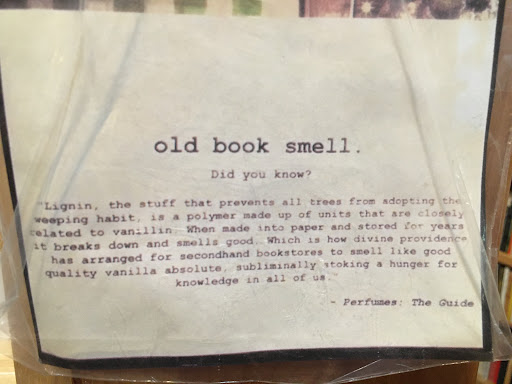 old book smell.
Did you know?
"Lignin, the stuff that prevents all trees from adopting the
weeping habit, is a polymer made up of units that are closely
related to vanillin. When made into paper and stored for years
it breaks down and smells good. Which is how divine providence
has arranged for secondhand bookstores to smell like good
quality vanilla absolute, subliminally stoking a hunger for
knowledge in all of us."
- Perfumes: The Guide